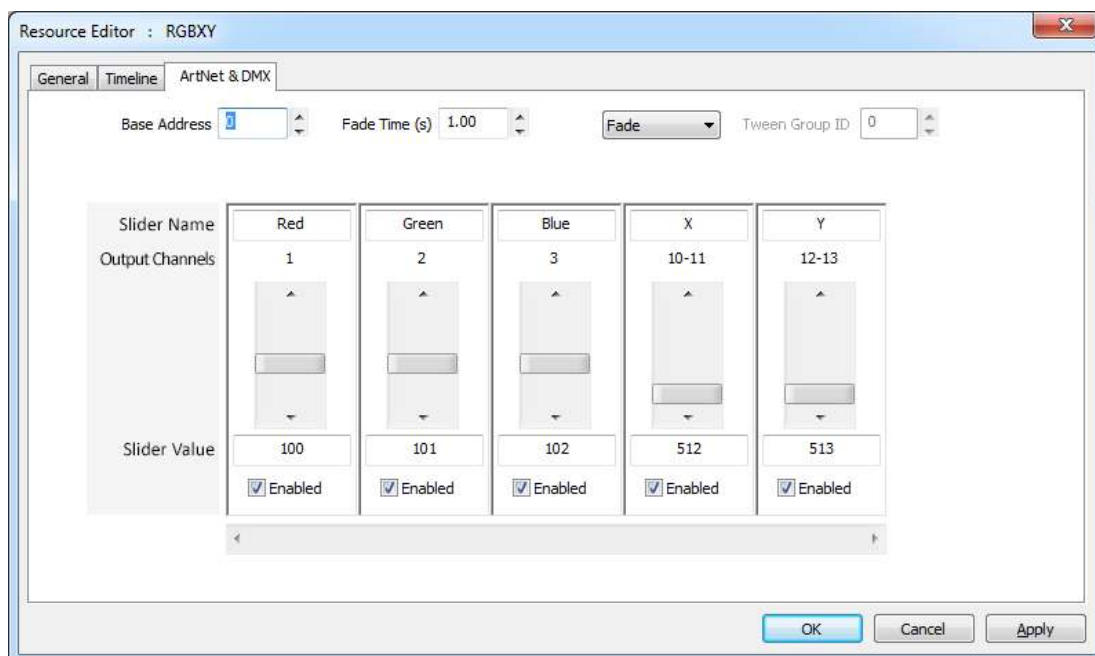 Resource Editor : RGBXY
General Timeline ArtNet & DMX
Base Address 0 Fade Time (s) 1.00 Fade Tween Group ID 0
Slider Name Red Green Blue X Y
Output Channels 1 2 3 10-11 12-13
Slider Value 100 101 102 512 513
Enabled Enabled Enabled Enabled Enabled
OK Cancel Apply